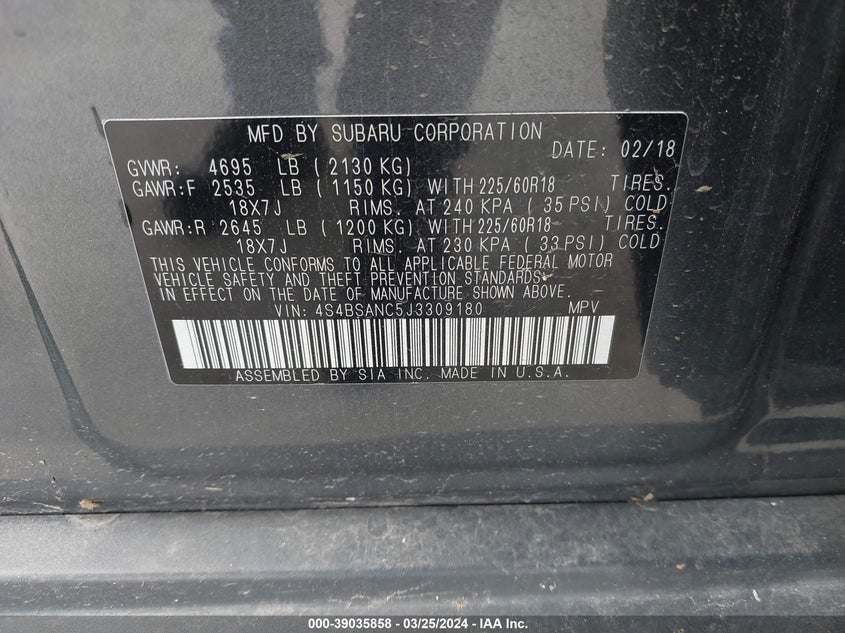 MFD BY SUBARU CORPORATION
DATE: 02/18
GVWR: 4695 LB ( 2130 KG)
GAWR:F 2535 LB ( 1150 KG) WITH 225/60R18 TIRES.
18X7J RIMS. AT 240 KPA ( 35 PSI) COLD
GAWR:R 2645 LB ( 1200 KG) WITH 225/60R18 TIRES.
18X7J RIMS. AT 230 KPA ( 33 PSI) COLD
THIS VEHICLE CONFORMS TO ALL APPLICABLE FEDERAL MOTOR
VEHICLE SAFETY AND THEFT PREVENTION STANDARDS
IN EFFECT ON THE DATE OF MANUFACTURE SHOWN ABOVE.
VIN: 4S4BSANC5J3309180 MPV
ASSEMBLED BY SIA INC. MADE IN U.S.A.
000-39035858 - 03/25/2024 - IAA Inc.